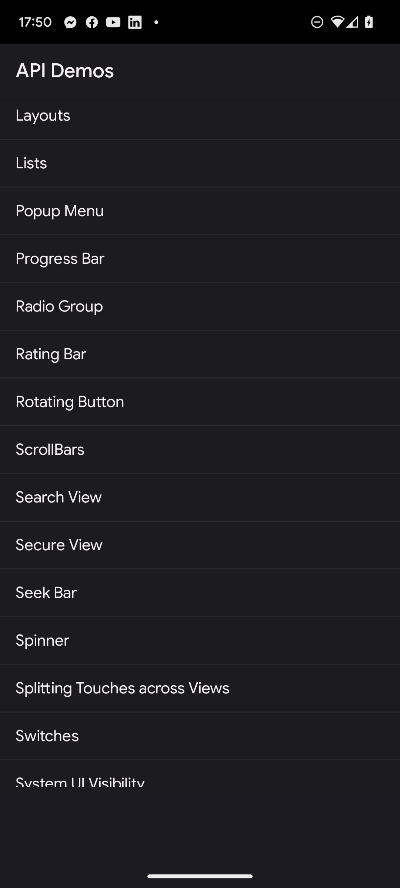 17:50
API Demos
Layouts
Lists
Popup Menu
Progress Bar
Radio Group
Rating Bar
Rotating Button
ScrollBars
Search View
Secure View
Seek Bar
Spinner
Splitting Touches across Views
Switches
System UI Visibility